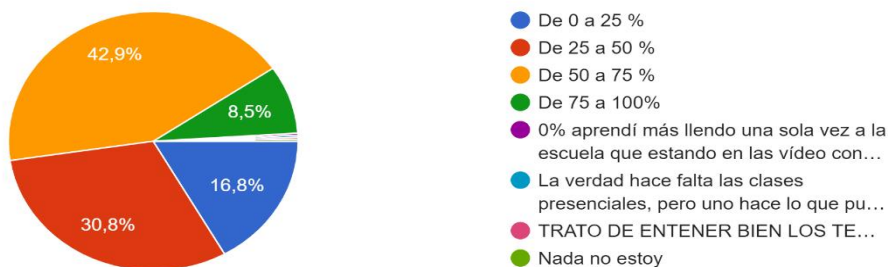 42,9%
8,5%
16,8%
30,8%
De 0 a 25 %
De 25 a 50 %
De 50 a 75 %
De 75 a 100%
0% aprendí más llendo una sola vez a la
escuela que estando en las vídeo con…
La verdad hace falta las clases
presenciales, pero uno hace lo que pu…
TRATO DE ENTENER BIEN LOS TE…
Nada no estoy